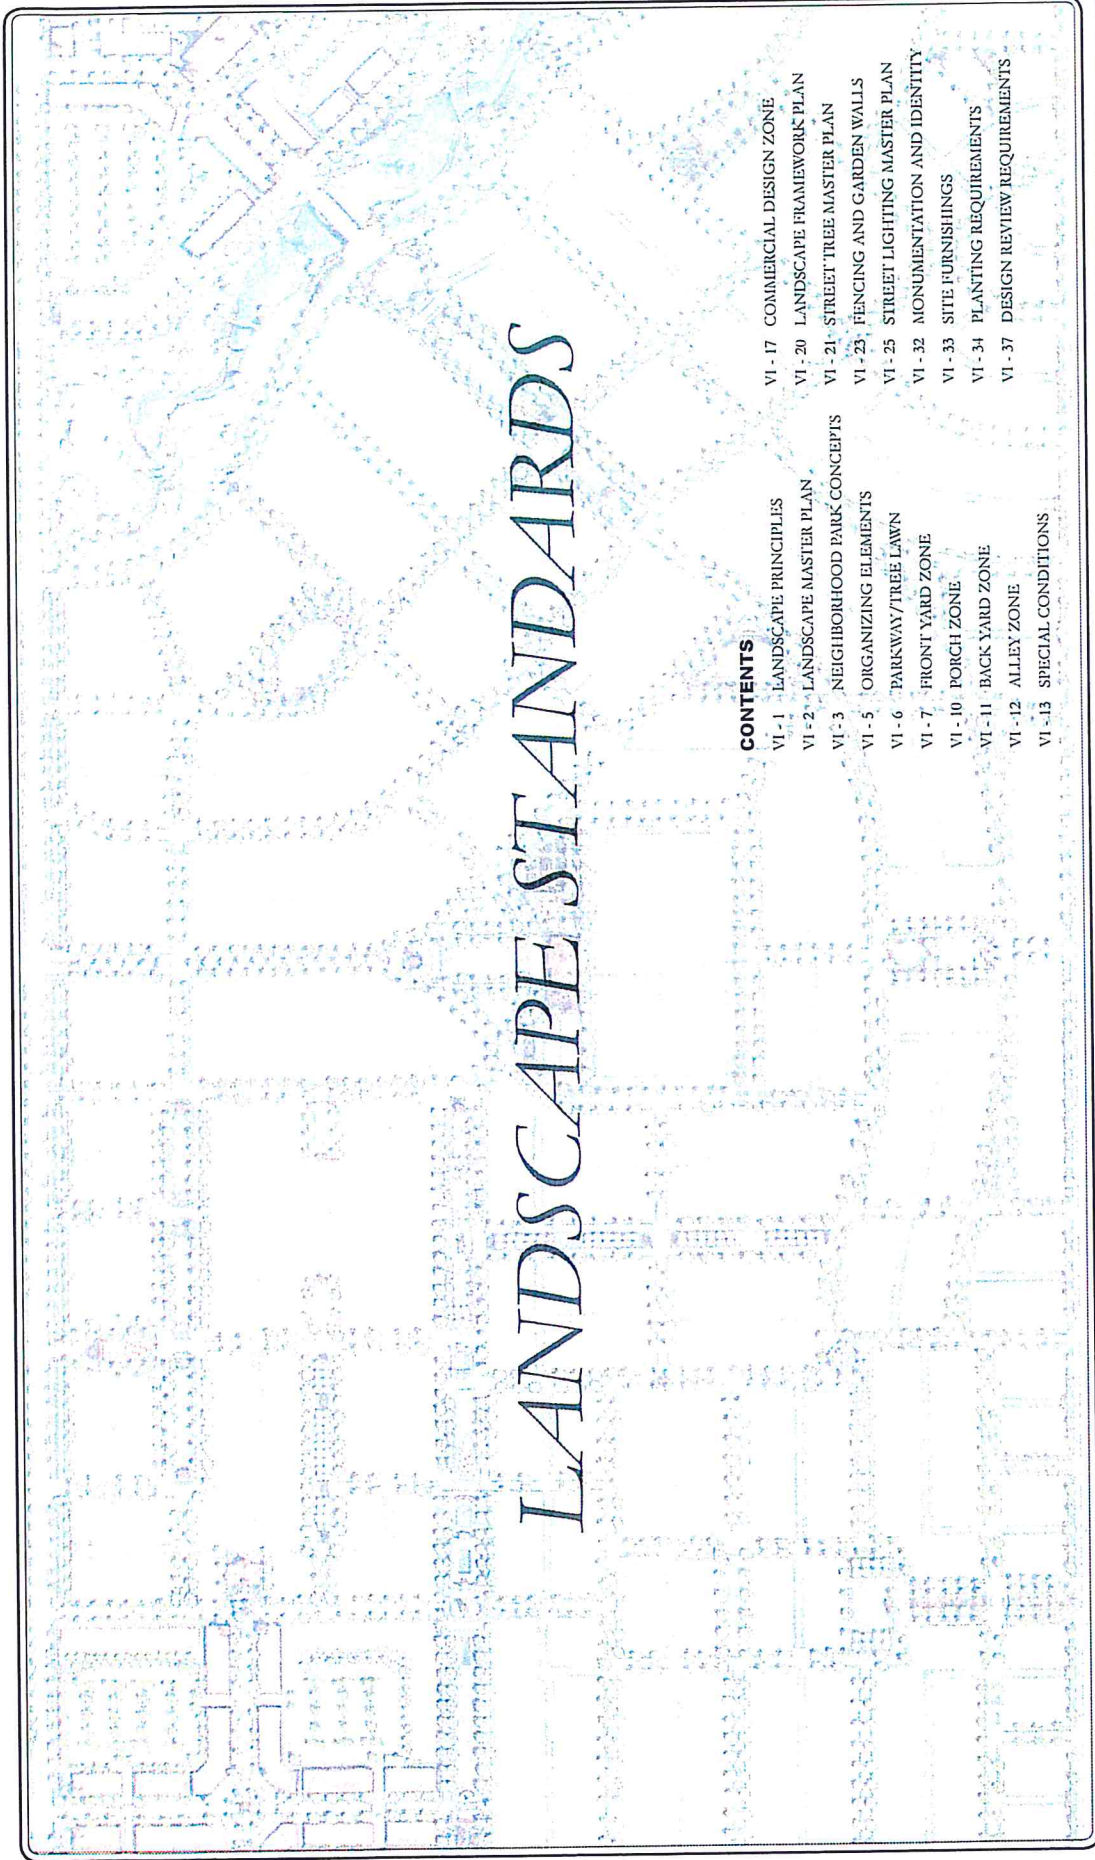 LANDSCAPE STANDARDS
CONTENTS
VI - 1 LANDSCAPE PRINCIPLES
VI - 2 LANDSCAPE MASTER PLAN
VI - 3 NEIGHBORHOOD PARK CONCEPTS
VI - 5 ORGANIZING ELEMENTS
VI - 6 PARKWAY/TREE LAWN
VI - 7 FRONT YARD ZONE
VI - 10 PORCH ZONE
VI - 11 BACK YARD ZONE
VI - 12 ALLEY ZONE
VI - 13 SPECIAL CONDITIONS
VI - 17 COMMERCIAL DESIGN ZONE
VI - 20 LANDSCAPE FRAMEWORK PLAN
VI - 21 STREET TREE MASTER PLAN
VI - 23 FENCING AND GARDEN WALLS
VI - 25 STREET LIGHTING MASTER PLAN
VI - 32 MONUMENTATION AND IDENTITY
VI - 33 SITE FURNISHINGS
VI - 34 PLANTING REQUIREMENTS
VI - 37 DESIGN REVIEW REQUIREMENTS